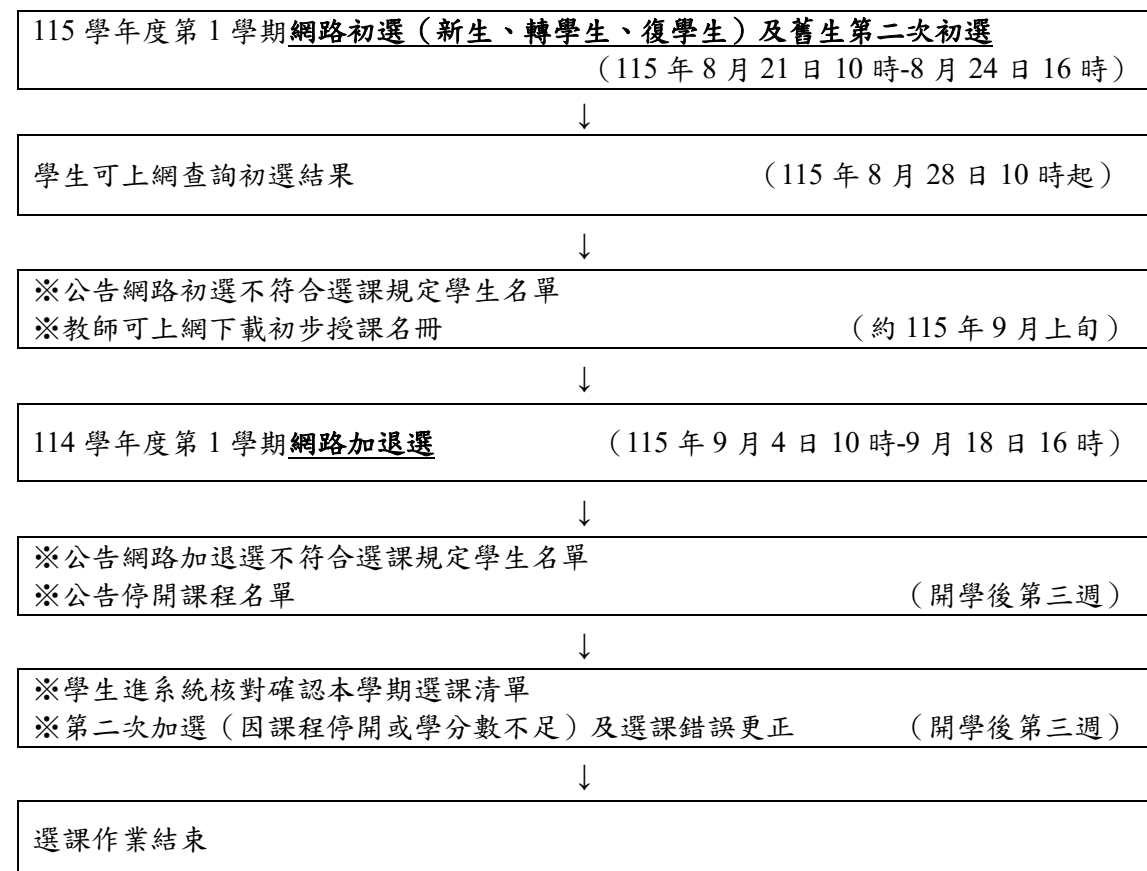 115 學年度第 1 學期網路初選（新生、轉學生、復學生）及舊生第二次初選
（115 年 8 月 21 日 10 時-8 月 24 日 16 時）
↓
學生可上網查詢初選結果 （115 年 8 月 28 日 10 時起）
↓
※公告網路初選不符合選課規定學生名單
※教師可上網下載初步授課名冊 （約 115 年 9 月上旬）
↓
114 學年度第 1 學期網路加退選 （115 年 9 月 4 日 10 時-9 月 18 日 16 時）
↓
※公告網路加退選不符合選課規定學生名單
※公告停開課程名單 （開學後第三週）
↓
※學生進系統核對確認本學期選課清單
※第二次加選（因課程停開或學分數不足）及選課錯誤更正 （開學後第三週）
↓
選課作業結束